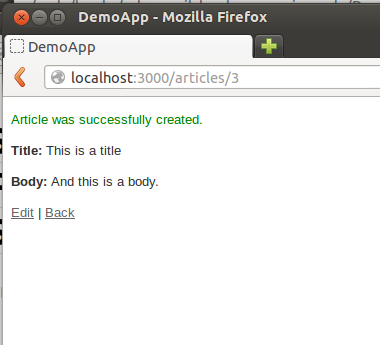 DemoApp - Mozilla Firefox
DemoApp
localhost:3000/articles/3
Article was successfully created.
Title: This is a title
Body: And this is a body.
Edit | Back